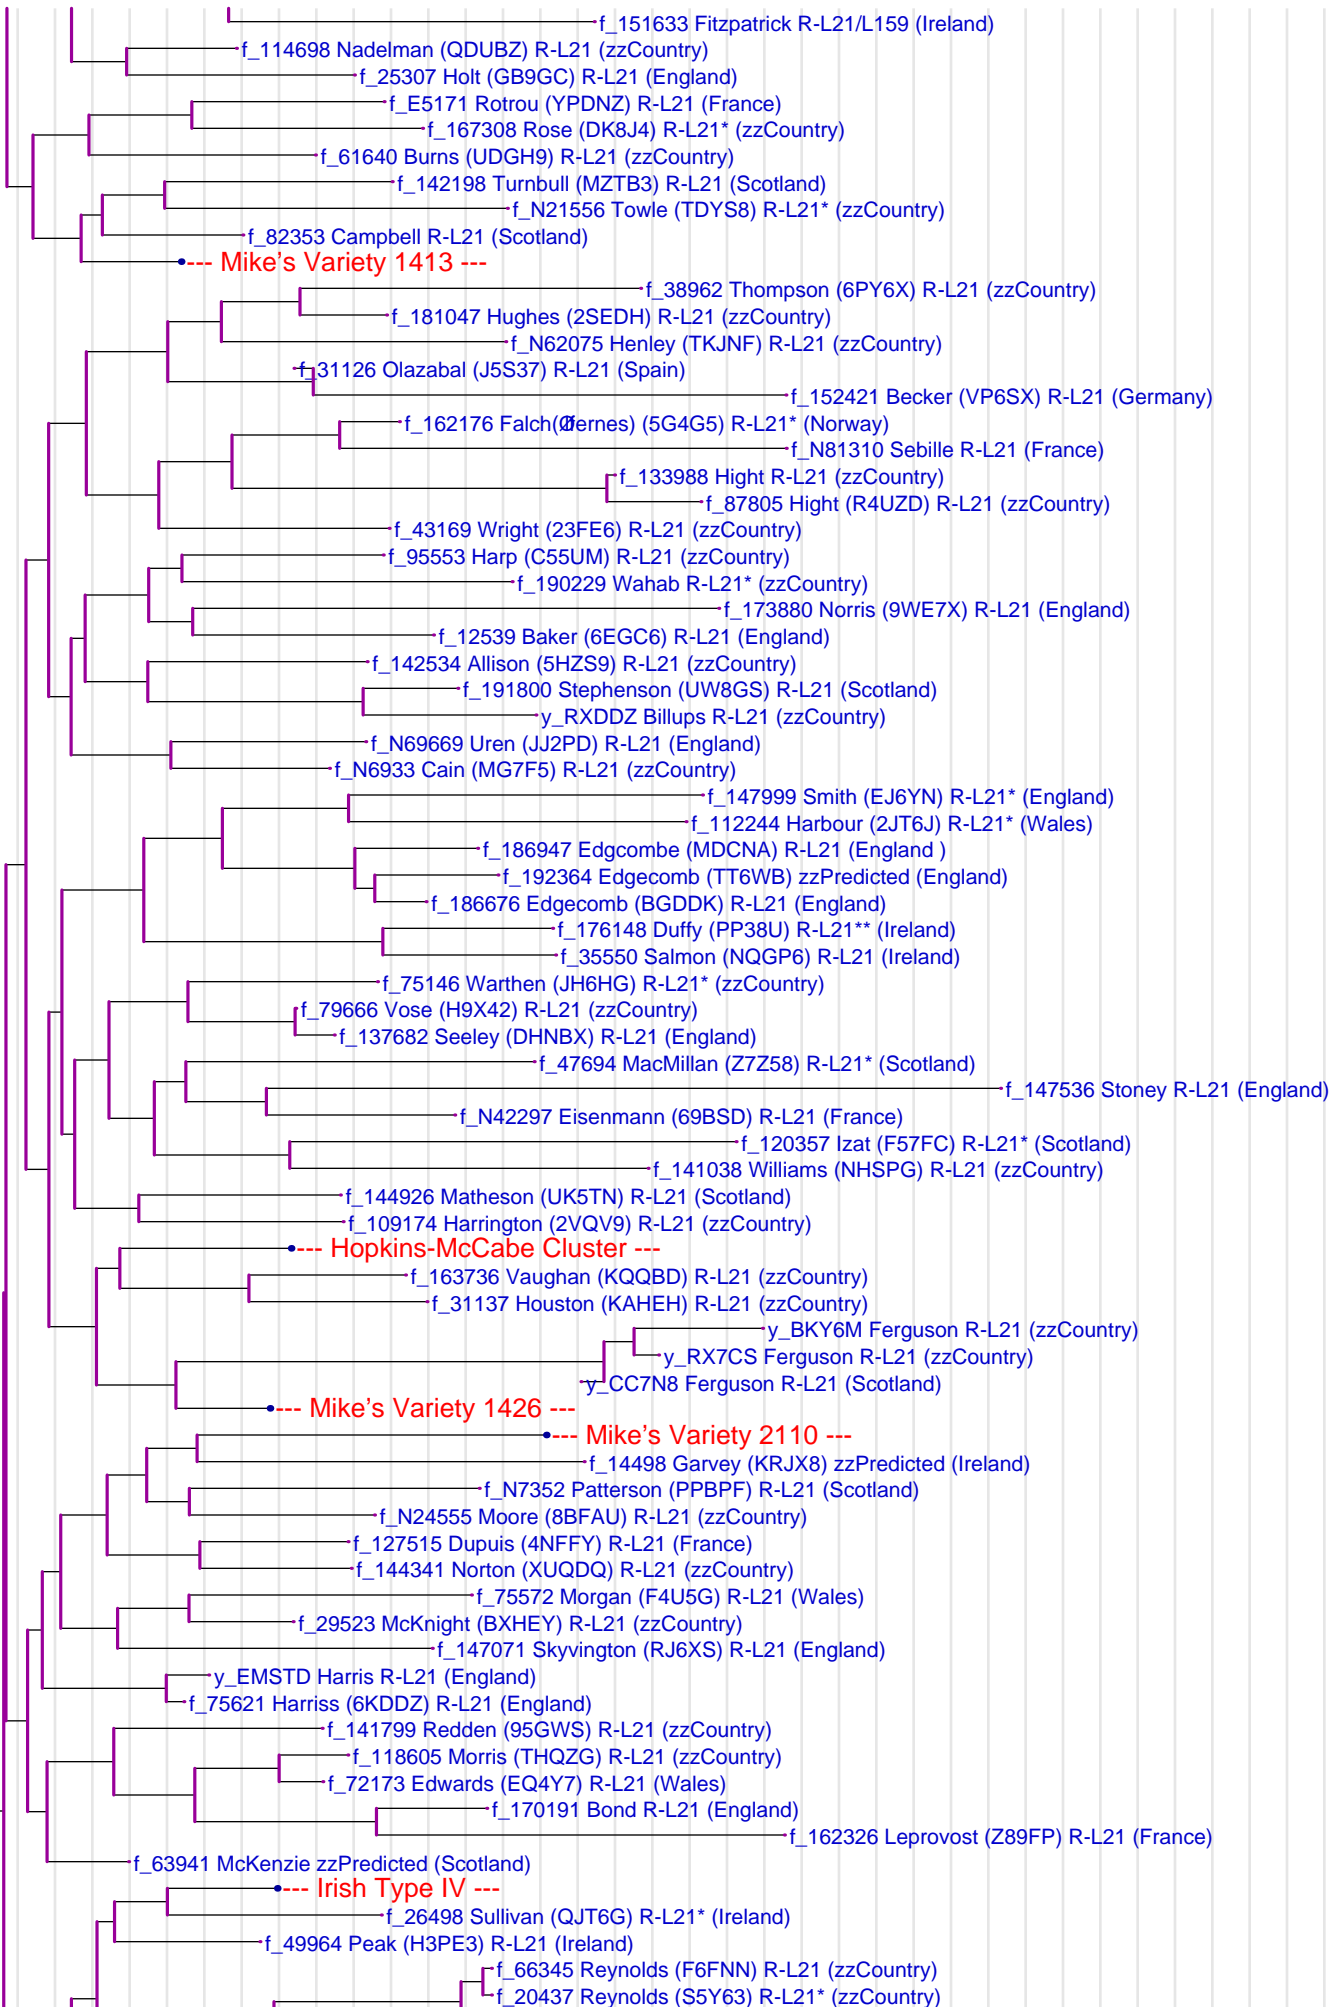 f_151633 Fitzpatrick R-L21/L159 (Ireland)
f_114698 Nadelman (QDUBZ) R-L21 (zzCountry)
f_25307 Holt (GB9GC) R-L21 (England)
f_E5171 Rotrou (YPDNZ) R-L21 (France)
f_167308 Rose (DK8J4) R-L21* (zzCountry)
f_61640 Burns (UDGH9) R-L21 (zzCountry)
f_142198 Turnbull (MZTB3) R-L21 (Scotland)
f_N21556 Towle (TDYS8) R-L21* (zzCountry)
f_82353 Campbell R-L21 (Scotland)
--- Mike's Variety 1413 ---
f_38962 Thompson (6PY6X) R-L21 (zzCountry)
f_181047 Hughes (2SEDH) R-L21 (zzCountry)
f_N62075 Henley (TKJNF) R-L21 (zzCountry)
f_31126 Olazabal (J5S37) R-L21 (Spain)
f_152421 Becker (VP6SX) R-L21 (Germany)
f_162176 Falch(Øfernes) (5G4G5) R-L21* (Norway)
f_N81310 Sebille R-L21 (France)
f_133988 Hight R-L21 (zzCountry)
f_87805 Hight (R4UZD) R-L21 (zzCountry)
f_43169 Wright (23FE6) R-L21 (zzCountry)
f_95553 Harp (C55UM) R-L21 (zzCountry)
f_190229 Wahab R-L21* (zzCountry)
f_173880 Norris (9WE7X) R-L21 (England)
f_12539 Baker (6EGC6) R-L21 (England)
f_142534 Allison (5HZS9) R-L21 (zzCountry)
f_191800 Stephenson (UW8GS) R-L21 (Scotland)
y_RXDDZ Billups R-L21 (zzCountry)
f_N69669 Uren (JJ2PD) R-L21 (England)
f_N6933 Cain (MG7F5) R-L21 (zzCountry)
f_147999 Smith (EJ6YN) R-L21* (England)
f_112244 Harbour (2JT6J) R-L21* (Wales)
f_186947 Edgcombe (MDCNA) R-L21 (England )
f_192364 Edgecomb (TT6WB) zzPredicted (England)
f_186676 Edgecomb (BGDDK) R-L21 (England)
f_176148 Duffy (PP38U) R-L21** (Ireland)
f_35550 Salmon (NQGP6) R-L21 (Ireland)
f_75146 Warthen (JH6HG) R-L21* (zzCountry)
f_79666 Vose (H9X42) R-L21 (zzCountry)
f_137682 Seeley (DHNBX) R-L21 (England)
f_47694 MacMillan (Z7Z58) R-L21* (Scotland)
f_147536 Stoney R-L21 (England)
f_N42297 Eisenmann (69BSD) R-L21 (France)
f_120357 Izat (F57FC) R-L21* (Scotland)
f_141038 Williams (NHSPG) R-L21 (zzCountry)
f_144926 Matheson (UK5TN) R-L21 (Scotland)
f_109174 Harrington (2VQV9) R-L21 (zzCountry)
--- Hopkins-McCabe Cluster ---
f_163736 Vaughan (KQQBD) R-L21 (zzCountry)
f_31137 Houston (KAHEH) R-L21 (zzCountry)
y_BKY6M Ferguson R-L21 (zzCountry)
y_RX7CS Ferguson R-L21 (zzCountry)
y_CC7N8 Ferguson R-L21 (Scotland)
--- Mike's Variety 1426 ---
--- Mike's Variety 2110 ---
f_14498 Garvey (KRJX8) zzPredicted (Ireland)
f_N7352 Patterson (PPBPF) R-L21 (Scotland)
f_N24555 Moore (8BFAU) R-L21 (zzCountry)
f_127515 Dupuis (4NFFY) R-L21 (France)
f_144341 Norton (XUQDQ) R-L21 (zzCountry)
f_75572 Morgan (F4U5G) R-L21 (Wales)
f_29523 McKnight (BXHEY) R-L21 (zzCountry)
f_147071 Skyvington (RJ6XS) R-L21 (England)
y_EMSTD Harris R-L21 (England)
f_75621 Harriss (6KDDZ) R-L21 (England)
f_141799 Redden (95GWS) R-L21 (zzCountry)
f_118605 Morris (THQZG) R-L21 (zzCountry)
f_72173 Edwards (EQ4Y7) R-L21 (Wales)
f_170191 Bond R-L21 (England)
f_162326 Leprovost (Z89FP) R-L21 (France)
f_63941 McKenzie zzPredicted (Scotland)
--- Irish Type IV ---
f_26498 Sullivan (QJT6G) R-L21* (Ireland)
f_49964 Peak (H3PE3) R-L21 (Ireland)
f_66345 Reynolds (F6FNN) R-L21 (zzCountry)
f_20437 Reynolds (S5Y63) R-L21* (zzCountry)